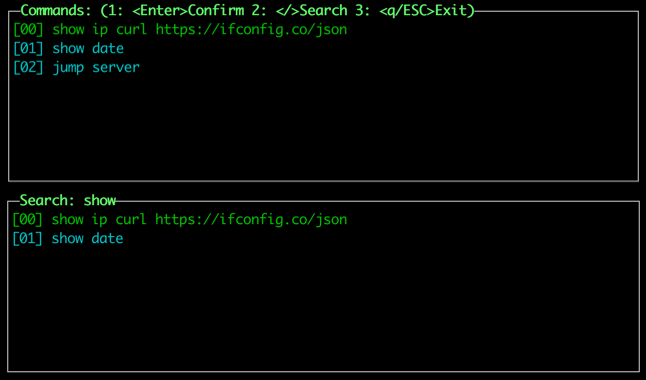 Commands: (1: <Enter>Confirm 2: </>Search 3: <q/ESC>Exit)
[00] show ip curl https://ifconfig.co/json
[01] show date
[02] jump server
Search: show
[00] show ip curl https://ifconfig.co/json
[01] show date